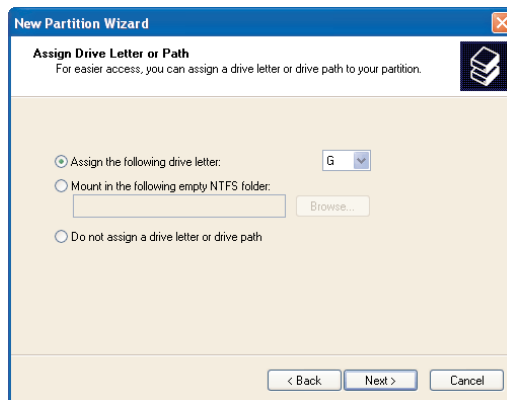 New Partition Wizard
Assign Drive Letter or Path
For easier access, you can assign a drive letter or drive path to your partition.
Assign the following drive letter: G
Mount in the following empty NTFS folder:
Browse...
Do not assign a drive letter or drive path
< Back Next > Cancel